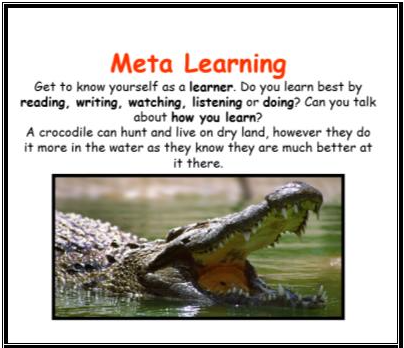 Meta Learning
Get to know yourself as a learner. Do you learn best by
reading, writing, watching, listening or doing? Can you talk
about how you learn?
A crocodile can hunt and live on dry land, however they do
it more in the water as they know they are much better at
it there.